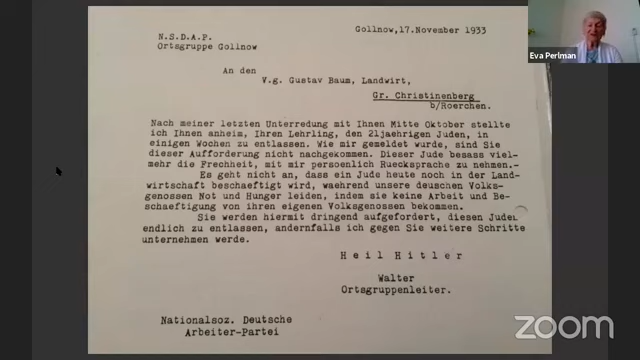 Gollnow, 17.November 1933
N.S.D.A.P.
Ortsgruppe Gollnow
An den
V.g. Gustav Baum, Landwirt,
Gr. Christinenberg
b/Roerchen.
Nach meiner letzten Unterredung mit Ihnen Mitte Oktober stellte
ich Ihnen anheim, Ihren Lehrling, den 21jaehrigen Juden, in
einigen Wochen zu entlassen. Wie mir gemeldet wurde, sind Sie
dieser Aufforderung nicht nachgekommen. Dieser Jude besass viel-
mehr die Frechheit, mit mir persoenlich Ruecksprache zu nehmen.-
Es geht nicht an, dass ein Jude heute noch in der Land-
wirtschaft beschaeftigt wird, waehrend unsere deuschen Volks-
genossen Not und Hunger leiden, indem sie keine Arbeit und Be-
schaeftigung von ihren eigenen Volksgenossen bekommen.
Sie werden hiermit dringend aufgefordert, diesen Juden
endlich zu entlassen, andernfalls ich gegen Sie weitere Schritte
unternehmen werde.
Heil Hitler
Walter
Ortsgruppenleiter.
Nationalsoz. Deutsche
Arbeiter-Partei
Eva Perlman
zoom